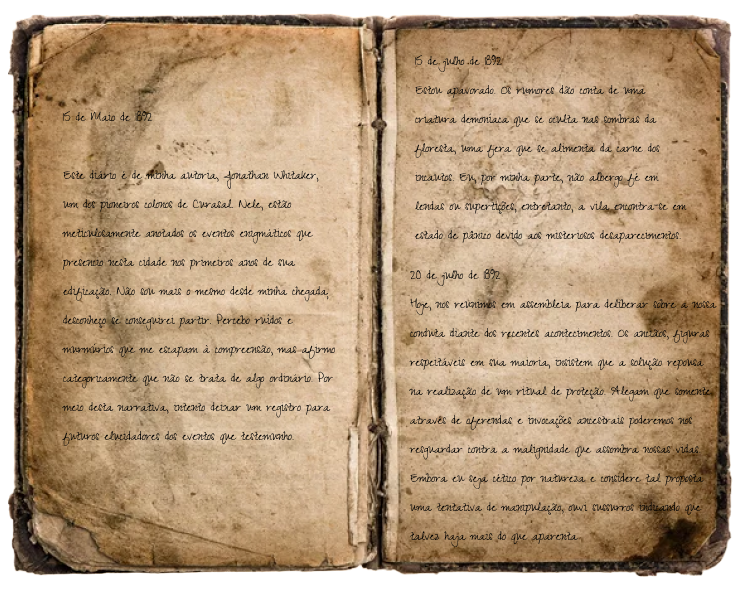 15 de Maio de 1892
Este diário é de minha autoria, Jonathan Whitaker,
um dos pioneiros colonos de Curasal. Nele, estão
meticulosamente anotados os eventos enigmáticos que
presencio nesta cidade nos primeiros anos de sua
edificação. Não sou mais o mesmo desde minha chegada,
desconheço se conseguirei partir. Percebo ruídos e
murmúrios que me escapam à compreensão, mas afirmo
categoricamente que não se trata de algo ordinário. Por
meio desta narrativa, intento deixar um registro para
futuros elucidadores dos eventos que testemunho.
15 de julho de 1892
Estou apavorado. Os rumores dão conta de uma
criatura demoníaca que se oculta nas sombras da
floresta, uma fera que se alimenta da carne dos
incautos. Eu, por minha parte, não albergo fé em
lendas ou supertições, entretanto, a vila encontra-se em
estado de pânico devido aos misteriosos desaparecimentos.
20 de julho de 1892
Hoje, nos reunimos em assembleia para deliberar sobre a nossa
conduta diante dos recentes acontecimentos. Os anciãos, figuras
respeitáveis em sua maioria, insistem que a solução repousa
na realização de um ritual de proteção. Alegam que somente
através de oferendas e invocações ancestrais poderemos nos
resguardar contra a malignidade que assombra nossas vidas.
Embora eu seja cético por natureza e considere tal proposta
uma tentativa de manipulação, ouvi sussurros indicando que
talvez haja mais do que aparenta.